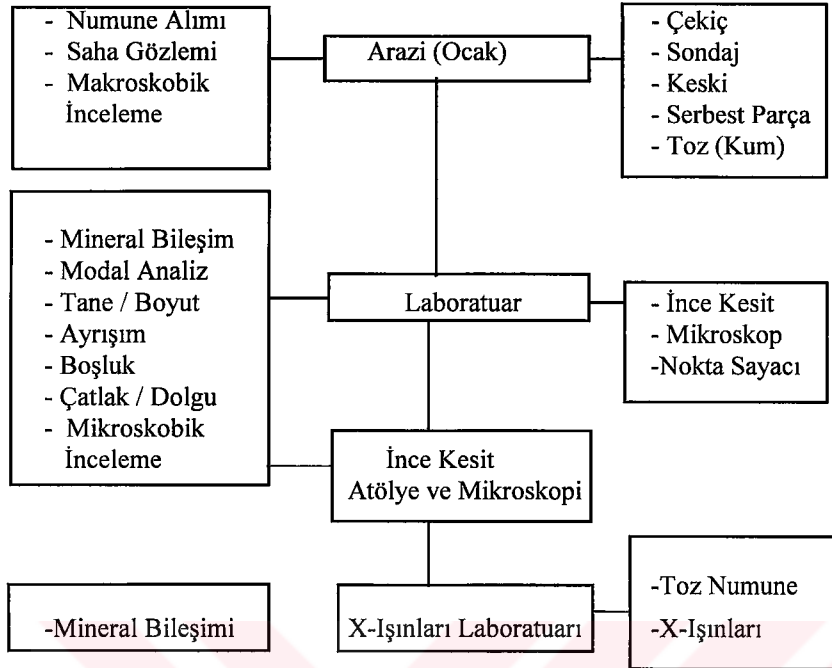 - Numune Alımı
- Saha Gözlemi
- Makroskobik
İnceleme
Arazi (Ocak)
- Çekiç
- Sondaj
- Keski
- Serbest Parça
- Toz (Kum)
- Mineral Bileşim
- Modal Analiz
- Tane / Boyut
- Ayrışım
- Boşluk
- Çatlak / Dolgu
- Mikroskobik
İnceleme
Laboratuar
- İnce Kesit
- Mikroskop
-Nokta Sayacı
İnce Kesit
Atölye ve Mikroskopi
-Mineral Bileşimi
X-Işınları Laboratuarı
-Toz Numune
-X-Işınları